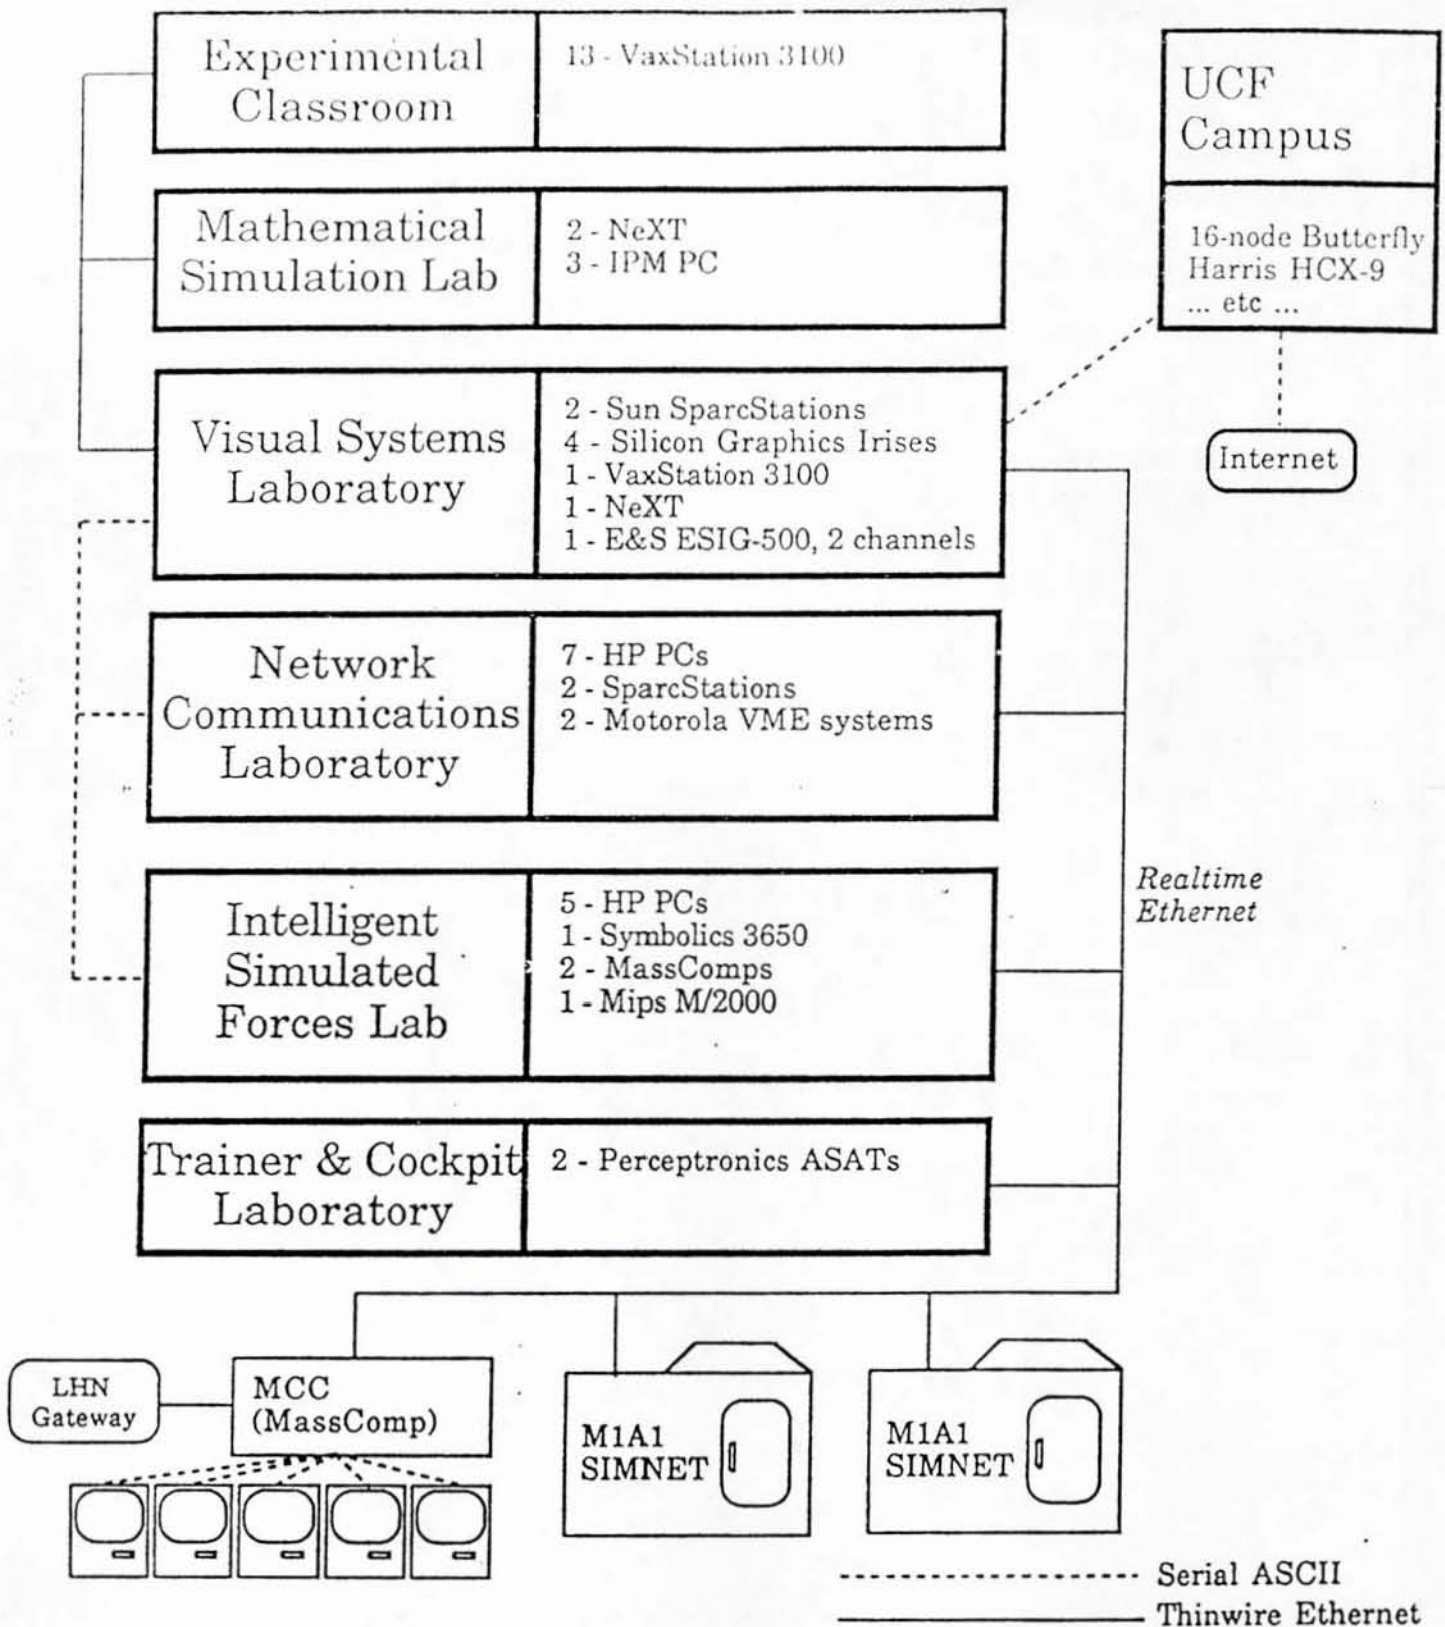 Experimental
Classroom
13 - VaxStation 3100
UCF
Campus
16-node Butterfly
Harris HCX-9
... etc ...
Mathematical
Simulation Lab
2 - NeXT
3 - IPM PC
Visual Systems
Laboratory
2 - Sun SparcStations
4 - Silicon Graphics Irises
1 - VaxStation 3100
1 - NeXT
1 - E&S ESIG-500, 2 channels
Internet
Network
Communications
Laboratory
7 - HP PCs
2 - SparcStations
2 - Motorola VME systems
Realtime
Ethernet
Intelligent
Simulated
Forces Lab
5 - HP PCs
1 - Symbolics 3650
2 - MassComps
1 - Mips M/2000
Trainer & Cockpit
Laboratory
2 - Perceptronics ASATs
LHN
Gateway
MCC
(MassComp)
M1A1
SIMNET
M1A1
SIMNET
Serial ASCII
Thinwire Ethernet